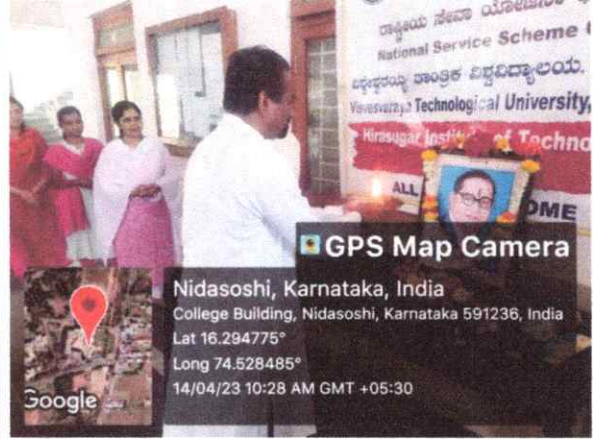 ರಾಷ್ಟ್ರೀಯ ಸೇವಾ
National Service Scheme
ವಿಶ್ವೇಶ್ವರಯ್ಯ ತಾಂತ್ರಿಕ ವಿಶ್ವವಿದ್ಯಾಲಯ.
Visvesvaraya Technological University,
Hirasugar Institute of Techno
ALL
OME
GPS Map Camera
Nidasoshi, Karnataka, India
College Building, Nidasoshi, Karnataka 591236, India
Lat 16.294775°
Long 74.528485°
14/04/23 10:28 AM GMT +05:30
Google